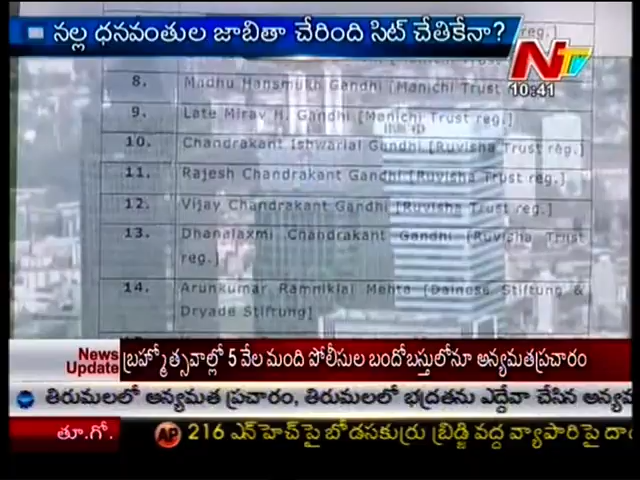 నల్ల ధనవంతుల జాబితా చేరింది సిట్ చేతికేనా?
NTV
10:41
8. Madhu Hansmukh Gandhi [Manichi Trust
9. Late Mirav H. Gandhi [Manichi Trust reg.]
10. Chandrakant Ishwarlal Gandhi [Ruvisha Trust reg.]
11. Rajesh Chandrakant Gandhi [Ruvisha Trust reg.]
12. Vijay Chandrakant Gandhi [Ruvisha Trust reg.]
13. Dhanalaxmi Chandrakant Gandhi [Ruvisha Trust
reg.]
14. Arunkumar Ramniklal Mehta [Dainese Stiftung &
Dryade Stiftung]
News Update
బ్రహ్మోత్సవాల్లో 5 వేల మంది పోలీసుల బందోబస్తులోనూ అన్యమతప్రచారం
తిరుమలలో అన్యమత ప్రచారం, తిరుమలలో భద్రతను ఎద్దేవా చేసిన
తూ.గో. AP 216 ఎన్‌హెచ్‌పై బోడసకుర్రు బ్రిడ్జి వద్ద వ్యాపారిపై